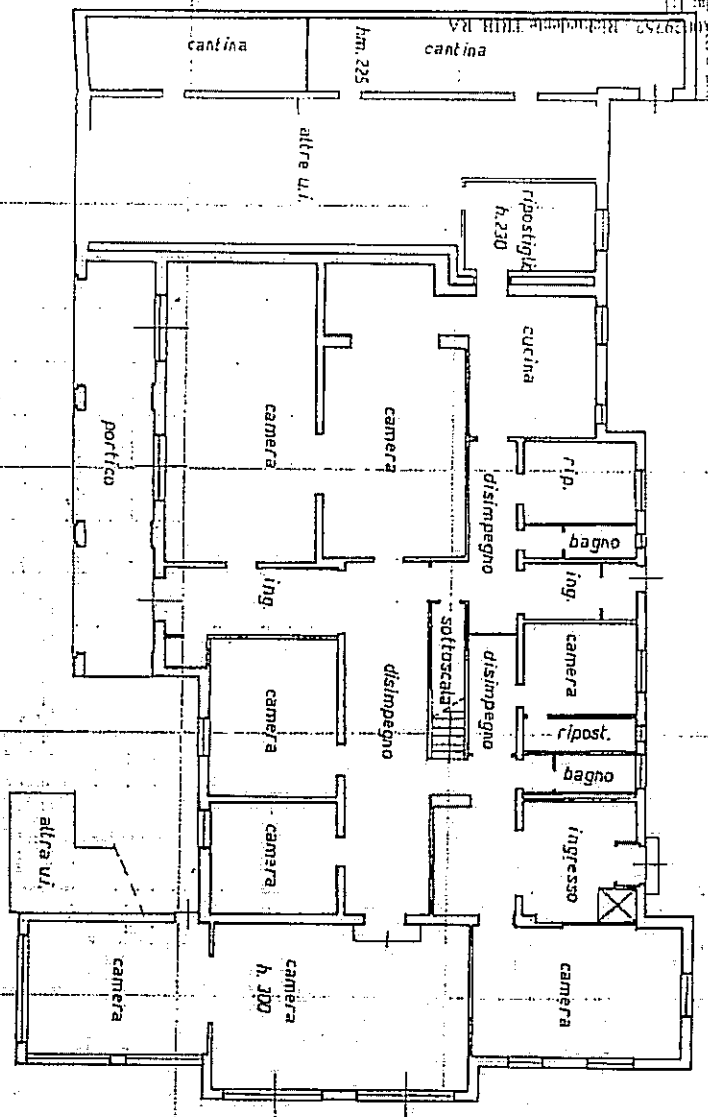 cantina
cantina
hm. 225
altre u.i.
h. 230
cucina
camera
camera
portico
rip.
disimpegno
bagno
ing.
ing.
sottoscala
camera
disimpegno
disimpegno
camera
ripost.
bagno
camera
ingresso
altra u.i.
camera
camera
h. 300
camera